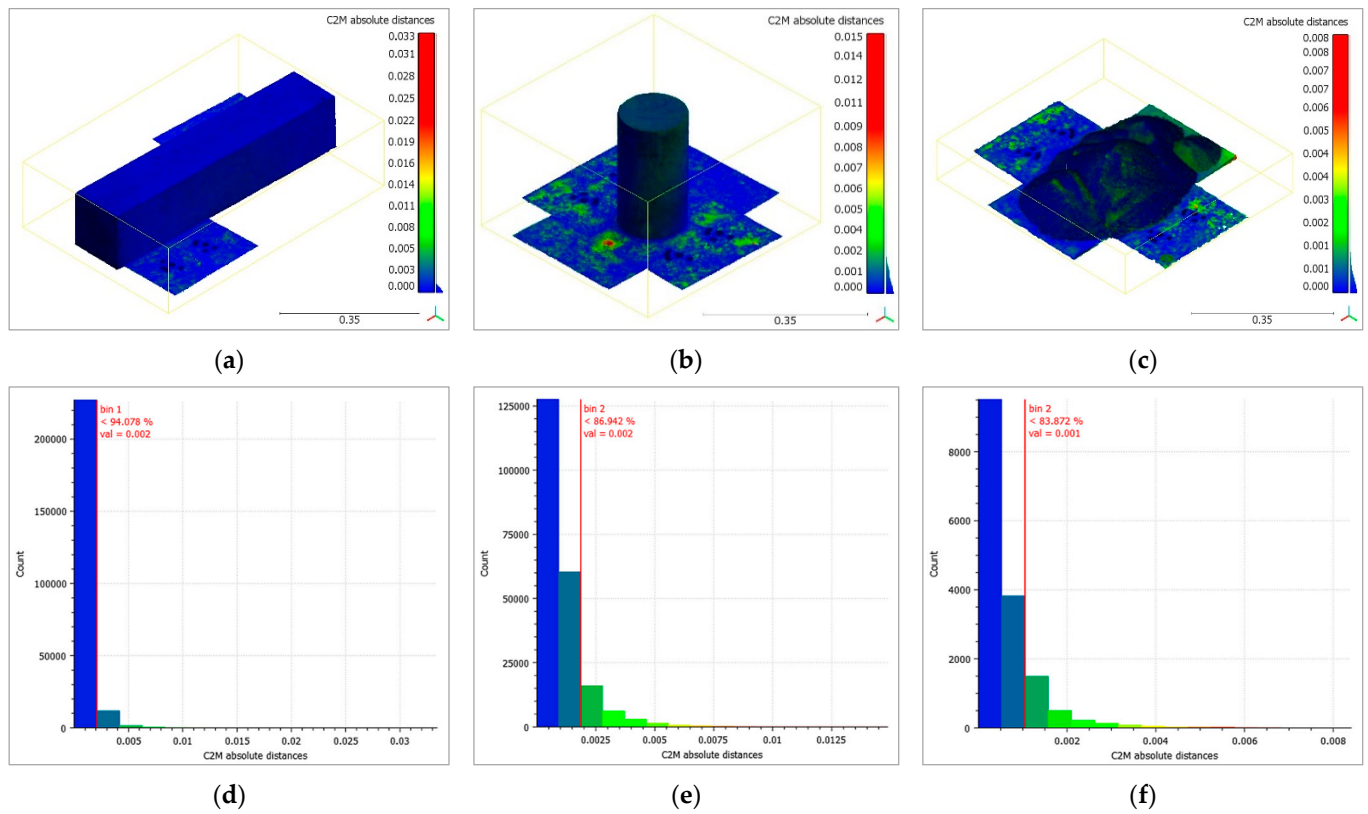 C2M absolute distances
0.033
0.031
0.028
0.025
0.022
0.019
0.016
0.014
0.011
0.008
0.005
0.003
0.000
0.35
(a)
C2M absolute distances
0.015
0.014
0.012
0.011
0.009
0.008
0.006
0.005
0.004
0.002
0.001
0.000
0.35
(b)
C2M absolute distances
0.008
0.008
0.007
0.007
0.006
0.005
0.004
0.004
0.003
0.003
0.002
0.001
0.001
0.000
0.35
(c)
bin 1
< 94.078 %
val = 0.002
Count
200000
150000
100000
50000
0
0.005 0.01 0.015 0.02 0.025 0.03
C2M absolute distances
(d)
bin 2
< 86.942 %
val = 0.002
Count
125000
100000
75000
50000
25000
0
0.0025 0.005 0.0075 0.01 0.0125
C2M absolute distances
(e)
bin 2
< 83.872 %
val = 0.001
Count
8000
6000
4000
2000
0
0.002 0.004 0.006 0.008
C2M absolute distances
(f)